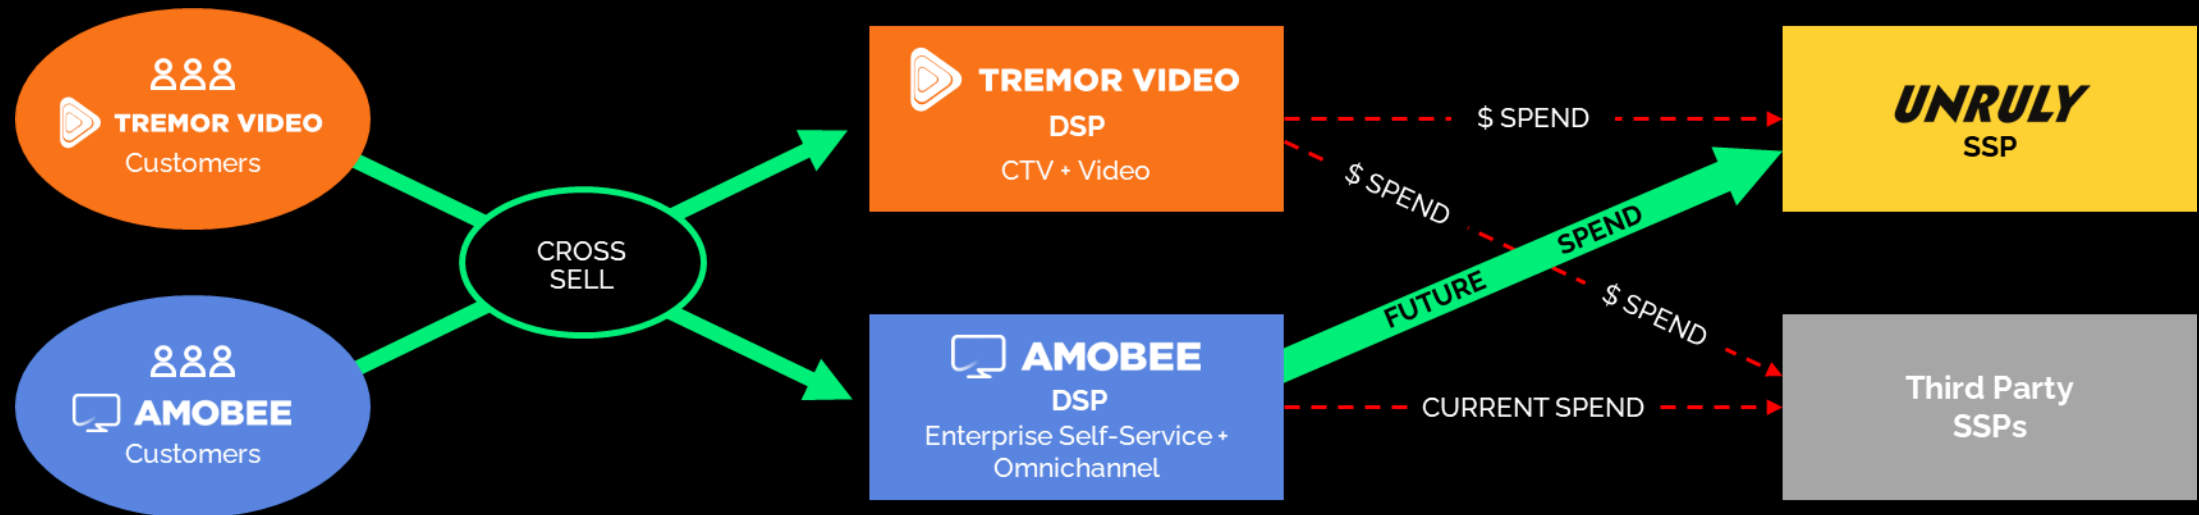 TREMOR VIDEO
Customers
AMOBEE
Customers
CROSS
SELL
TREMOR VIDEO
DSP
CTV + Video
AMOBEE
DSP
Enterprise Self-Service +
Omnichannel
$ SPEND
$ SPEND
$ SPEND
FUTURE SPEND
CURRENT SPEND
UNRULY
SSP
Third Party
SSPs